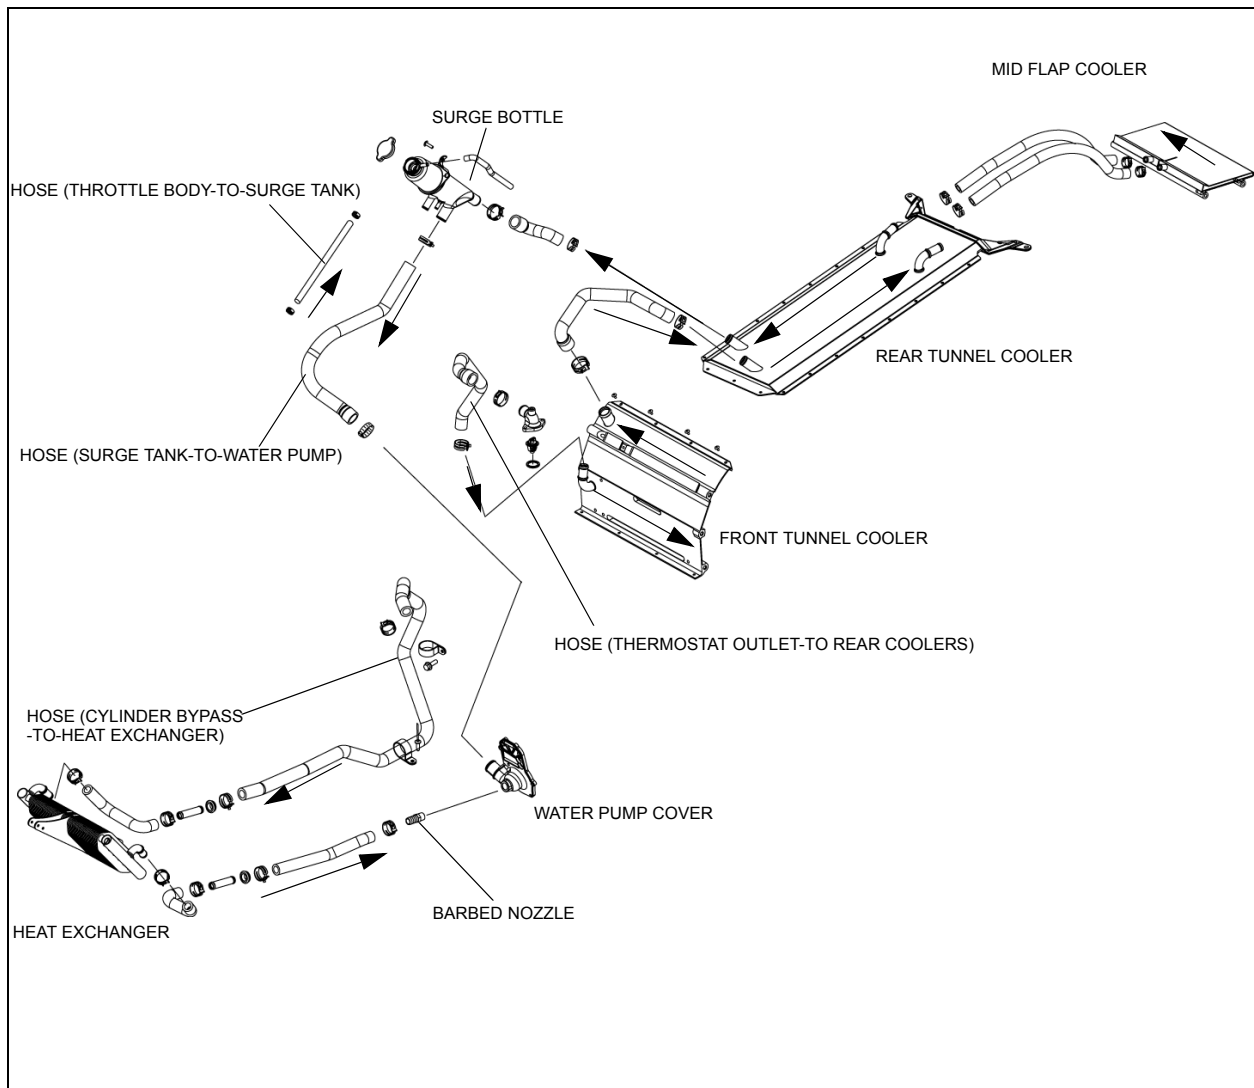 MID FLAP COOLER
SURGE BOTTLE
HOSE (THROTTLE BODY-TO-SURGE TANK)
REAR TUNNEL COOLER
HOSE (SURGE TANK-TO-WATER PUMP)
FRONT TUNNEL COOLER
HOSE (THERMOSTAT OUTLET-TO REAR COOLERS)
HOSE (CYLINDER BYPASS
-TO-HEAT EXCHANGER)
WATER PUMP COVER
BARBED NOZZLE
HEAT EXCHANGER